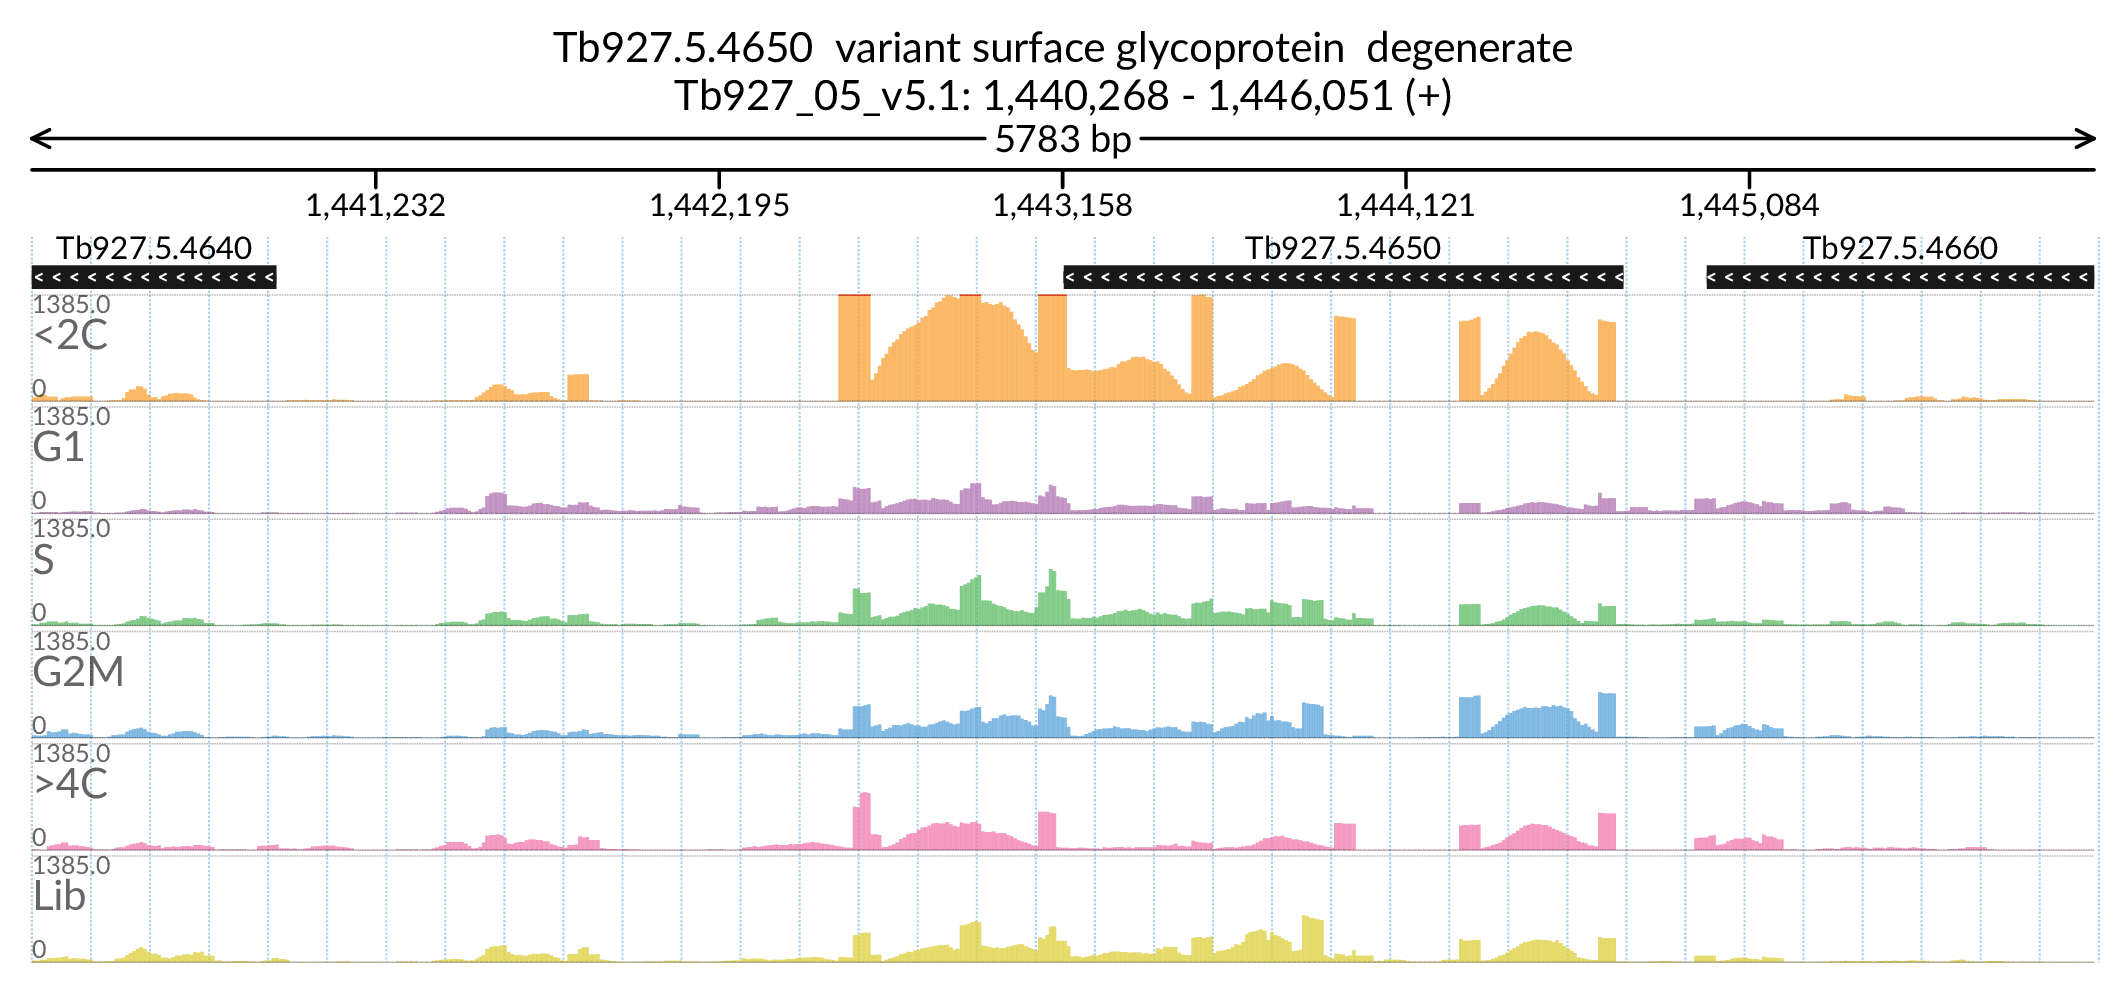 Tb927.5.4650 variant surface glycoprotein degenerate
Tb927_05_v5.1: 1,440,268 - 1,446,051 (+)
5783 bp
1,441,232 1,442,195 1,443,158 1,444,121 1,445,084
Tb927.5.4640 Tb927.5.4650 Tb927.5.4660
1385.0
<2C
0
1385.0
G1
0
1385.0
S
0
1385.0
G2M
0
1385.0
>4C
0
1385.0
Lib
0